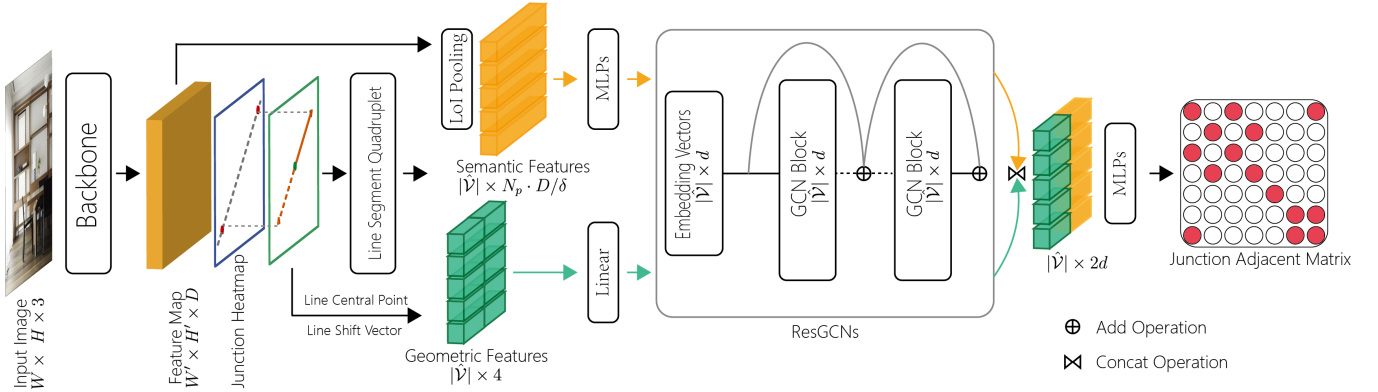 Input Image
W × H × 3
Backbone
Feature Map
W′ × H′ × D
Junction Heatmap
Line Segment Quadruplet
Line Central Point
Line Shift Vector
LoI Pooling
Semantic Features
|V̂| × Nₚ · D/δ
Geometric Features
|V̂| × 4
MLPs
Linear
Embedding Vectors
|V̂| × d
GCN Block
|V̂| × d
GCN Block
|V̂| × d
ResGCNs
|V̂| × 2d
MLPs
Junction Adjacent Matrix
Add Operation
Concat Operation